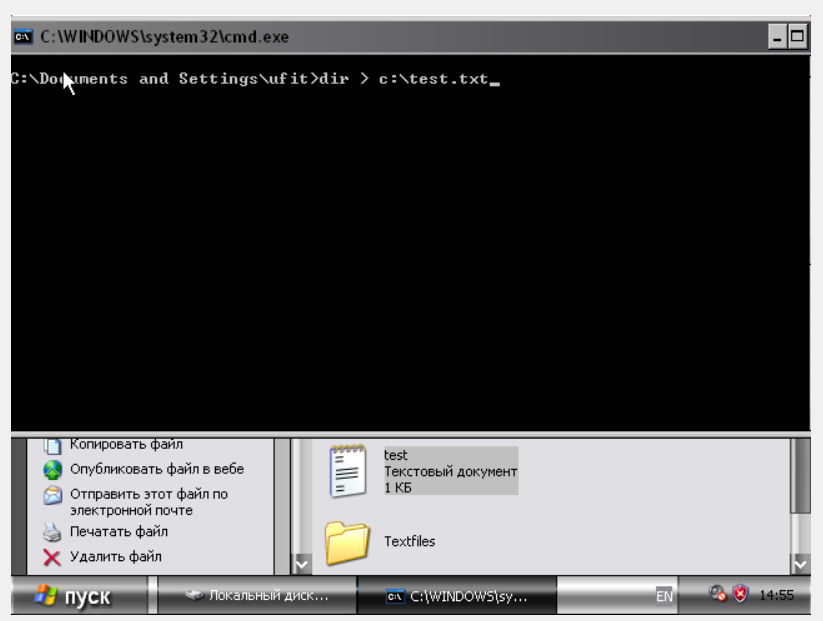 C:\WINDOWS\system32\cmd.exe
C:\Documents and Settings\ufit>dir > c:\test.txt_
Копировать файл
Опубликовать файл в вебе
Отправить этот файл по
электронной почте
Печатать файл
Удалить файл
test
Текстовый документ
1 КБ
Textfiles
пуск
Локальный диск...
C:\WINDOWS\sy...
EN
14:55